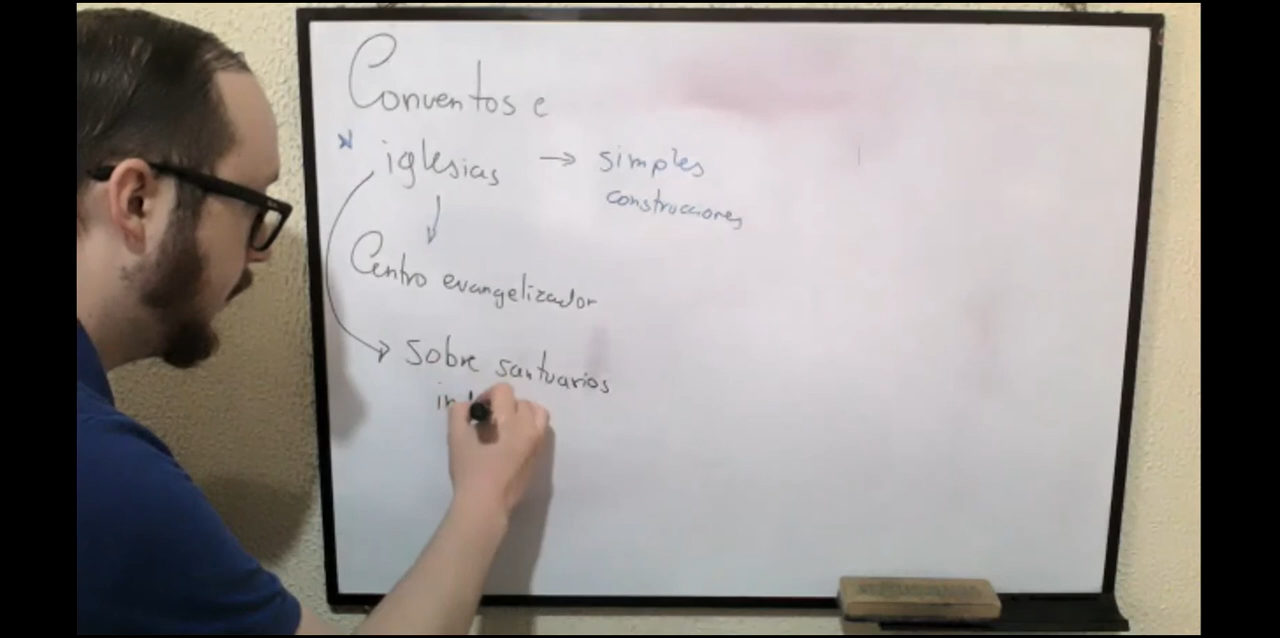 Conventos e
iglesias → simples
construcciones
Centro evangelizador
Sobre santuarios